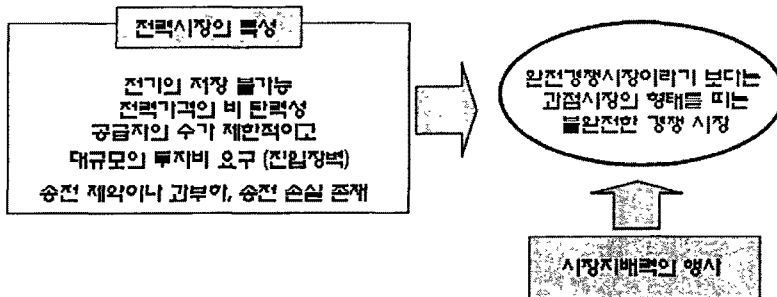 전력시장의 특성
전기의 저장 불가능
전력가격의 비 탄력성
공급자의 수가 제한적이고
대규모의 투자비 요구 (진입장벽)
송전 제약이나 과부하, 송전 손실 존재
완전경쟁시장이라기 보다는
과점시장의 형태를 띠는
불완전한 경쟁 시장
시장지배력의 행사